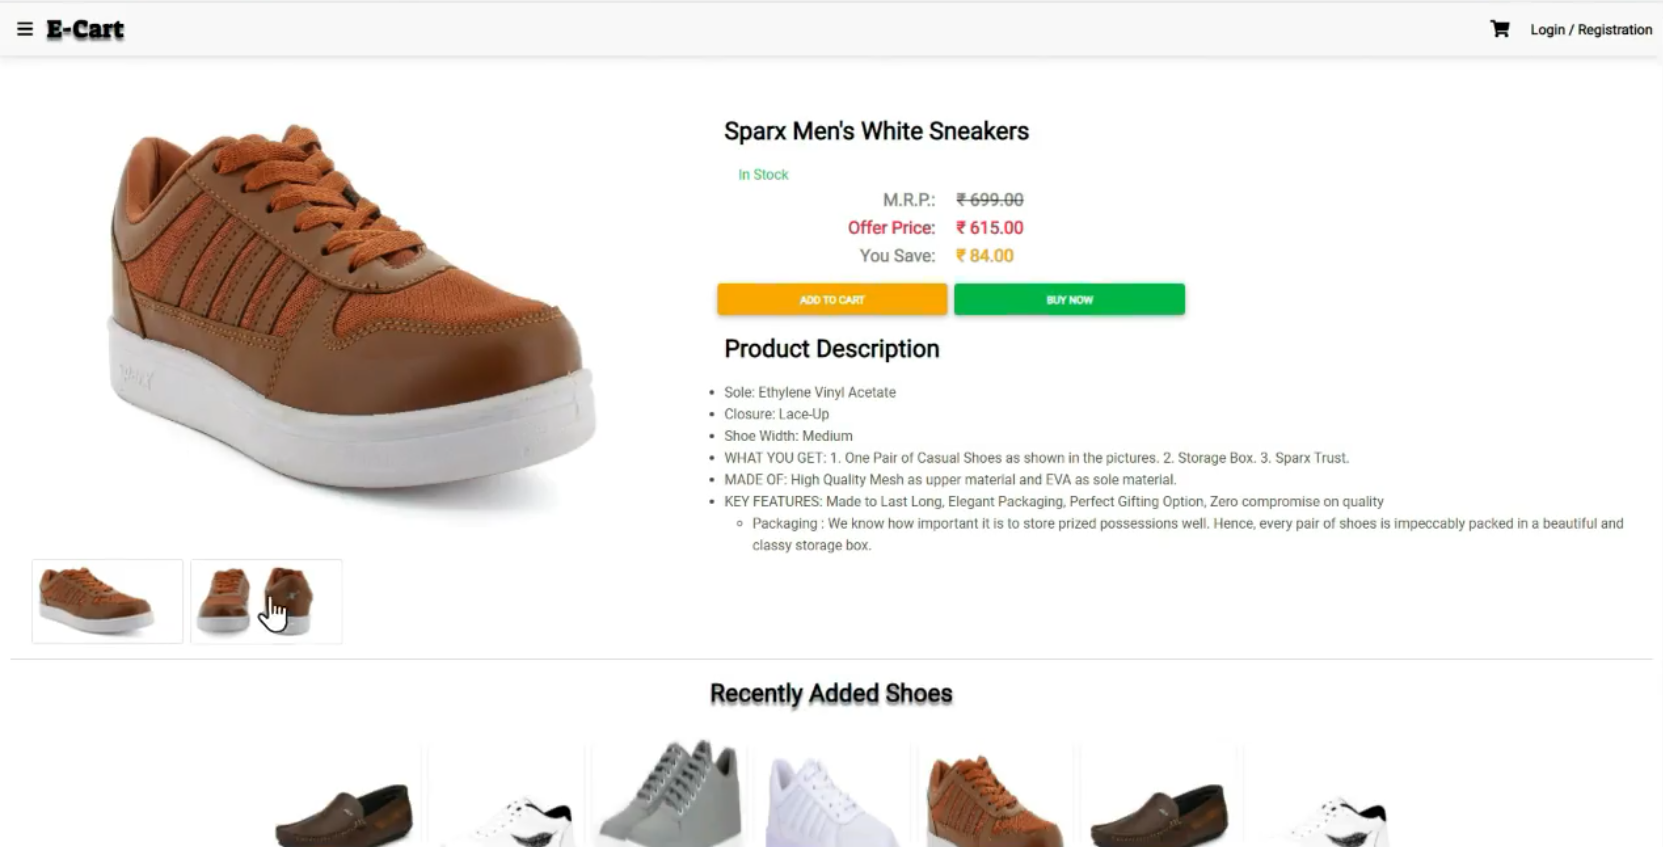 E-Cart
Login / Registration
Sparx Men's White Sneakers
In Stock
M.R.P.: ₹ 699.00
Offer Price: ₹ 615.00
You Save: ₹ 84.00
ADD TO CART
BUY NOW
Product Description
Sole: Ethylene Vinyl Acetate
Closure: Lace-Up
Shoe Width: Medium
WHAT YOU GET: 1. One Pair of Casual Shoes as shown in the pictures. 2. Storage Box. 3. Sparx Trust.
MADE OF: High Quality Mesh as upper material and EVA as sole material.
KEY FEATURES: Made to Last Long, Elegant Packaging, Perfect Gifting Option, Zero compromise on quality
Packaging : We know how important it is to store prized possessions well. Hence, every pair of shoes is impeccably packed in a beautiful and
classy storage box.
Recently Added Shoes